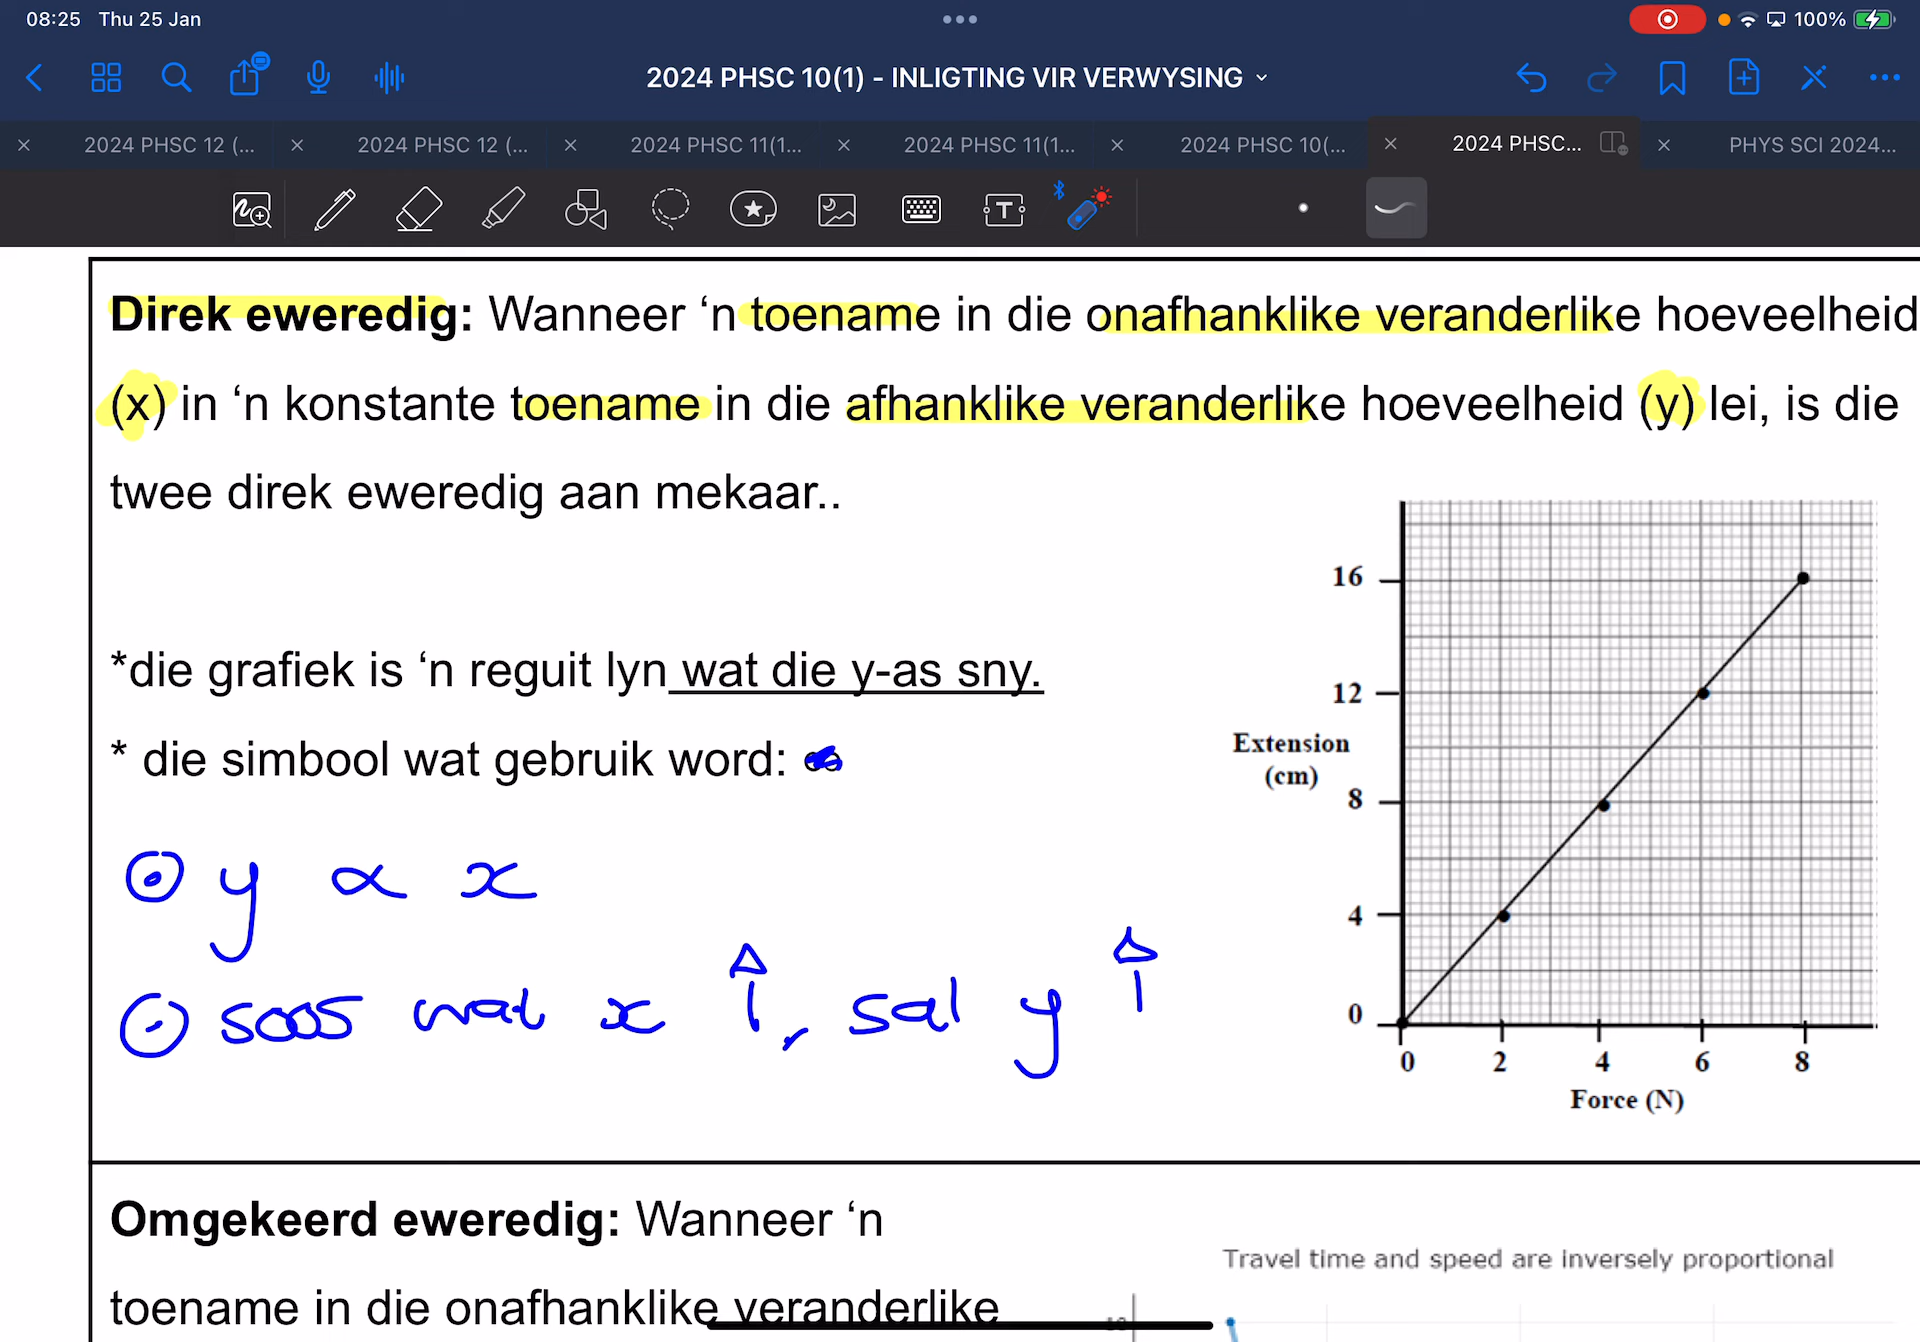 08:25 Thu 25 Jan
100%
2024 PHSC 10(1) - INLIGTING VIR VERWYSING
2024 PHSC 12 (... 2024 PHSC 12 (... 2024 PHSC 11(1... 2024 PHSC 11(1... 2024 PHSC 10(... 2024 PHSC... PHYS SCI 2024...
Direk eweredig: Wanneer ‘n toename in die onafhanklike veranderlike hoeveelheid
(x) in ‘n konstante toename in die afhanklike veranderlike hoeveelheid (y) lei, is die
twee direk eweredig aan mekaar..
*die grafiek is ‘n reguit lyn wat die y-as sny.
* die simbool wat gebruik word:
y ∝ x
soos wat x ↑, sal y ↑
16
12
Extension
(cm)
8
4
0
0 2 4 6 8
Force (N)
Omgekeerd eweredig: Wanneer ‘n
Travel time and speed are inversely proportional
toename in die onafhanklike veranderlike